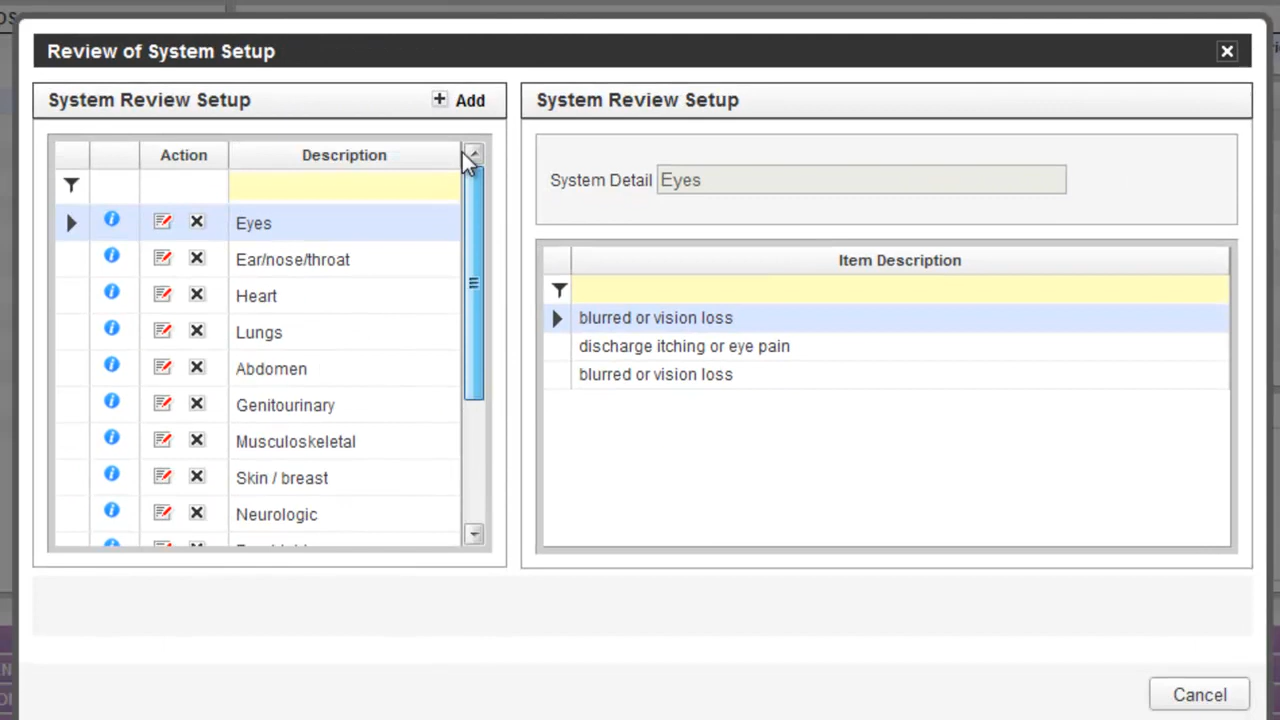 OS
Review of System Setup
System Review Setup
Add
Action
Description
Eyes
Ear/nose/throat
Heart
Lungs
Abdomen
Genitourinary
Musculoskeletal
Skin / breast
Neurologic
System Review Setup
System Detail Eyes
Item Description
blurred or vision loss
discharge itching or eye pain
blurred or vision loss
Cancel